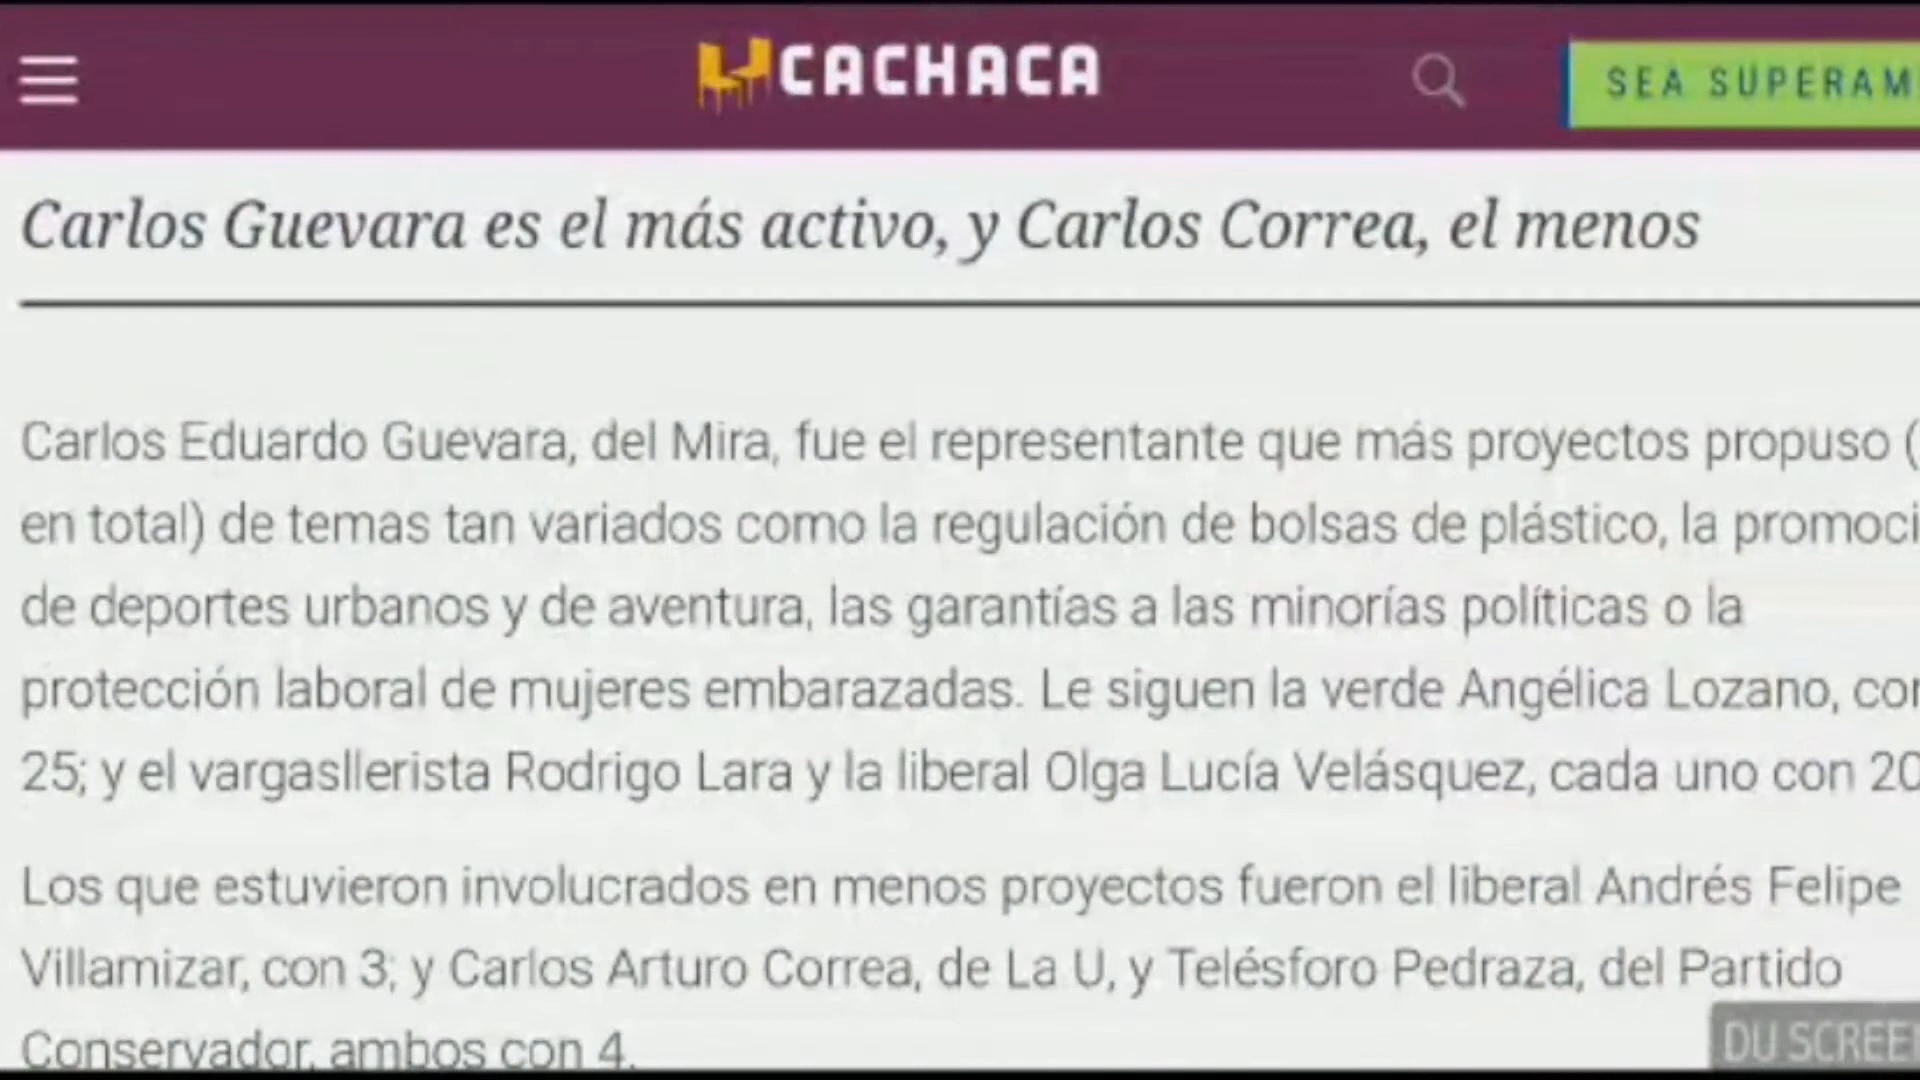 CACHACA
SEA SUPERAM
Carlos Guevara es el más activo, y Carlos Correa, el menos
Carlos Eduardo Guevara, del Mira, fue el representante que más proyectos propuso (
en total) de temas tan variados como la regulación de bolsas de plástico, la promoci
de deportes urbanos y de aventura, las garantías a las minorías políticas o la
protección laboral de mujeres embarazadas. Le siguen la verde Angélica Lozano, con
25; y el vargasllerista Rodrigo Lara y la liberal Olga Lucía Velásquez, cada uno con 20
Los que estuvieron involucrados en menos proyectos fueron el liberal Andrés Felipe
Villamizar, con 3; y Carlos Arturo Correa, de La U, y Telésforo Pedraza, del Partido
Conservador, ambos con 4.
DU SCREE